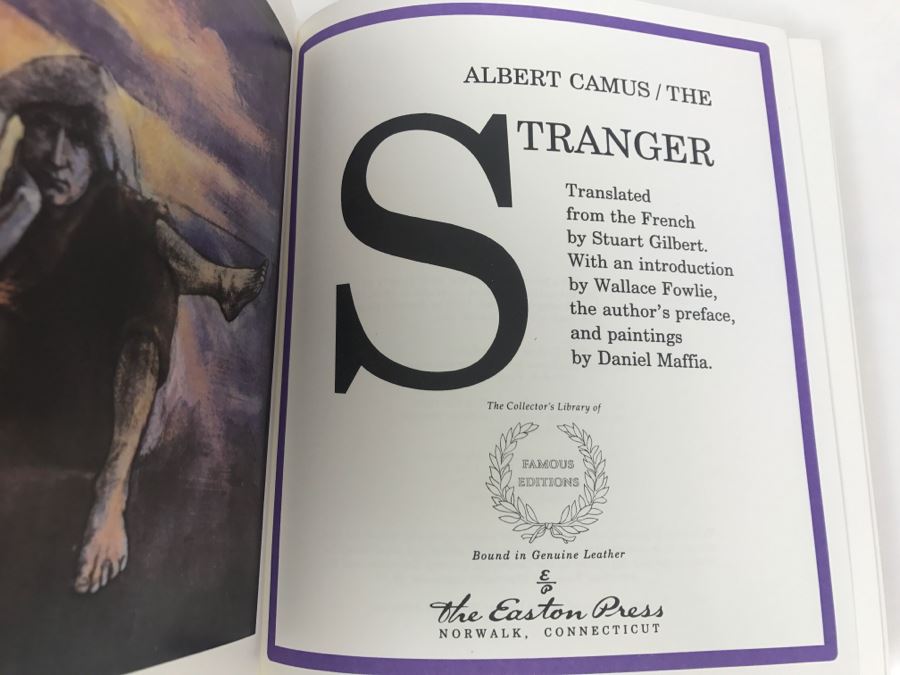 ALBERT CAMUS / THE
STRANGER
Translated
from the French
by Stuart Gilbert.
With an introduction
by Wallace Fowlie,
the author's preface,
and paintings
by Daniel Maffia.
The Collector's Library of
FAMOUS
EDITIONS
Bound in Genuine Leather
E
P
The Easton Press
NORWALK, CONNECTICUT